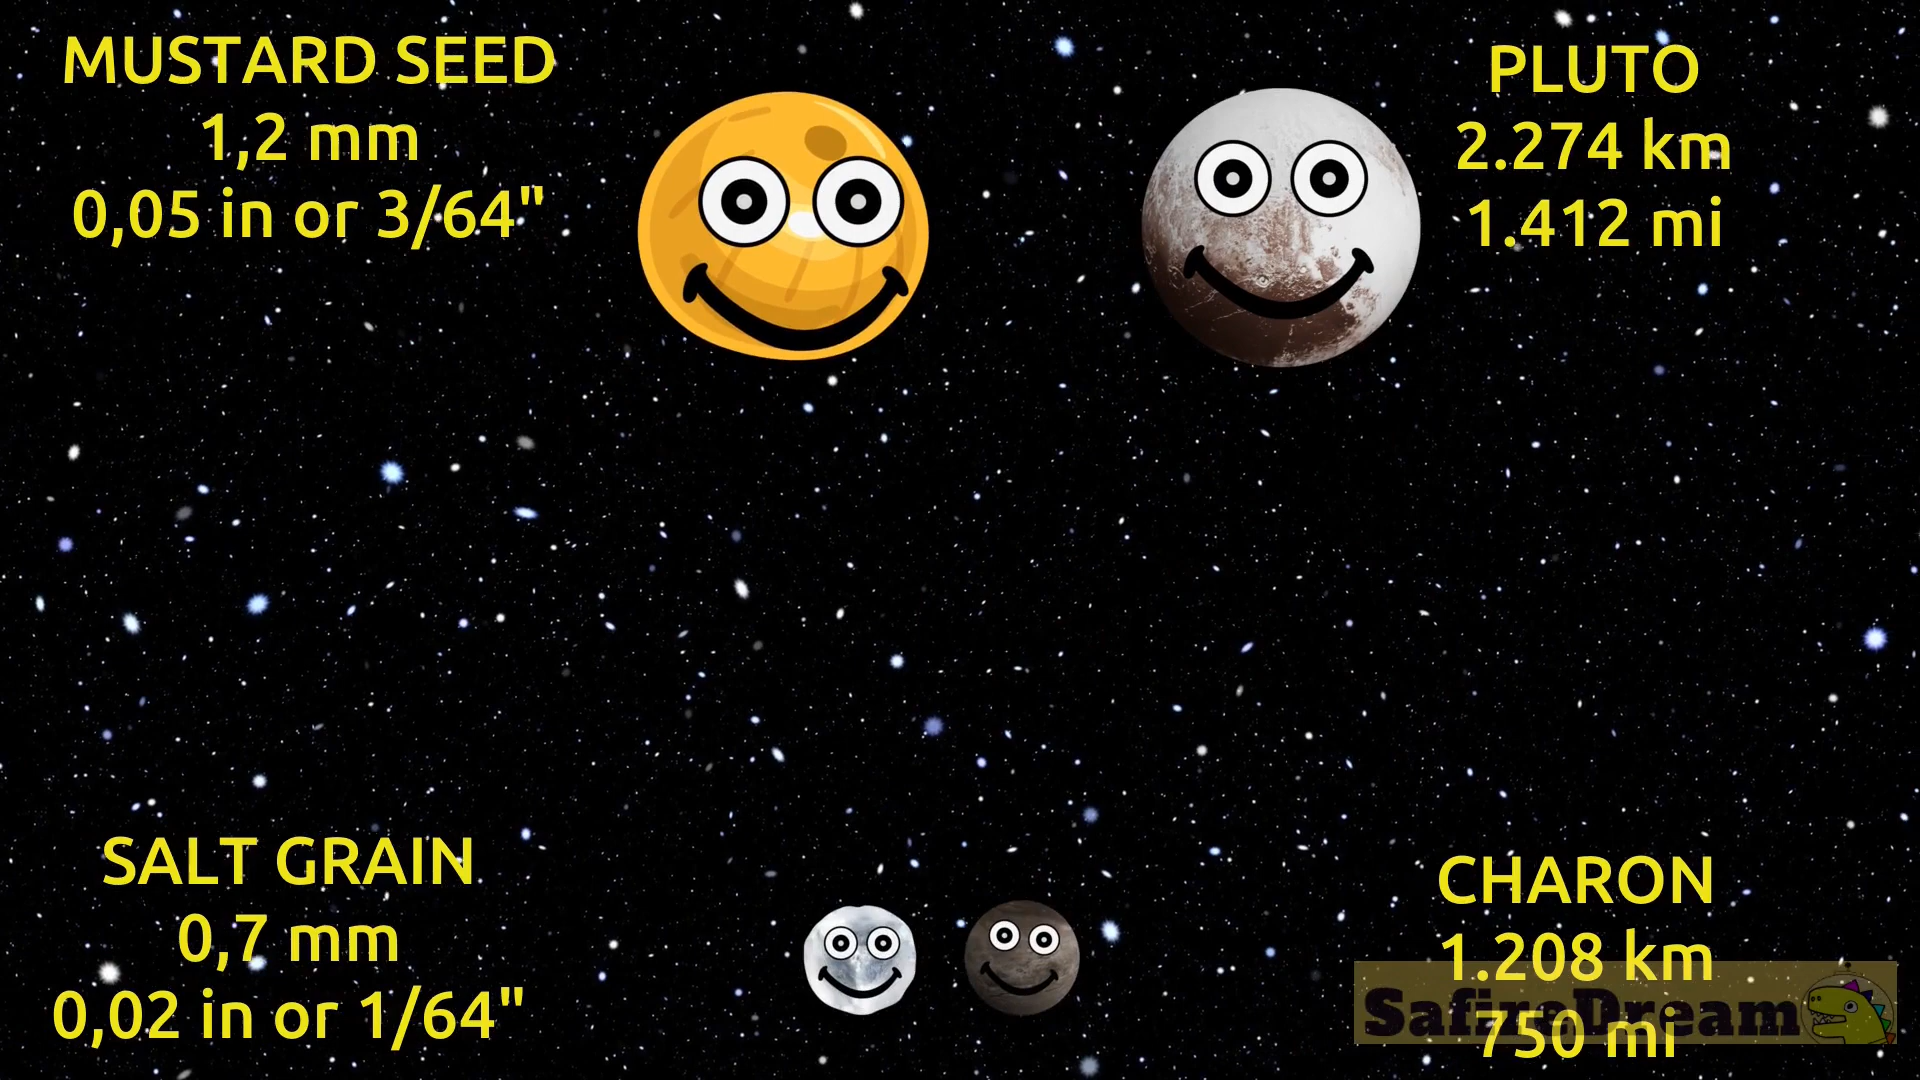 MUSTARD SEED
1,2 mm
0,05 in or 3/64"
PLUTO
2.274 km
1.412 mi
SALT GRAIN
0,7 mm
0,02 in or 1/64"
CHARON
1.208 km
750 mi
SafireDream